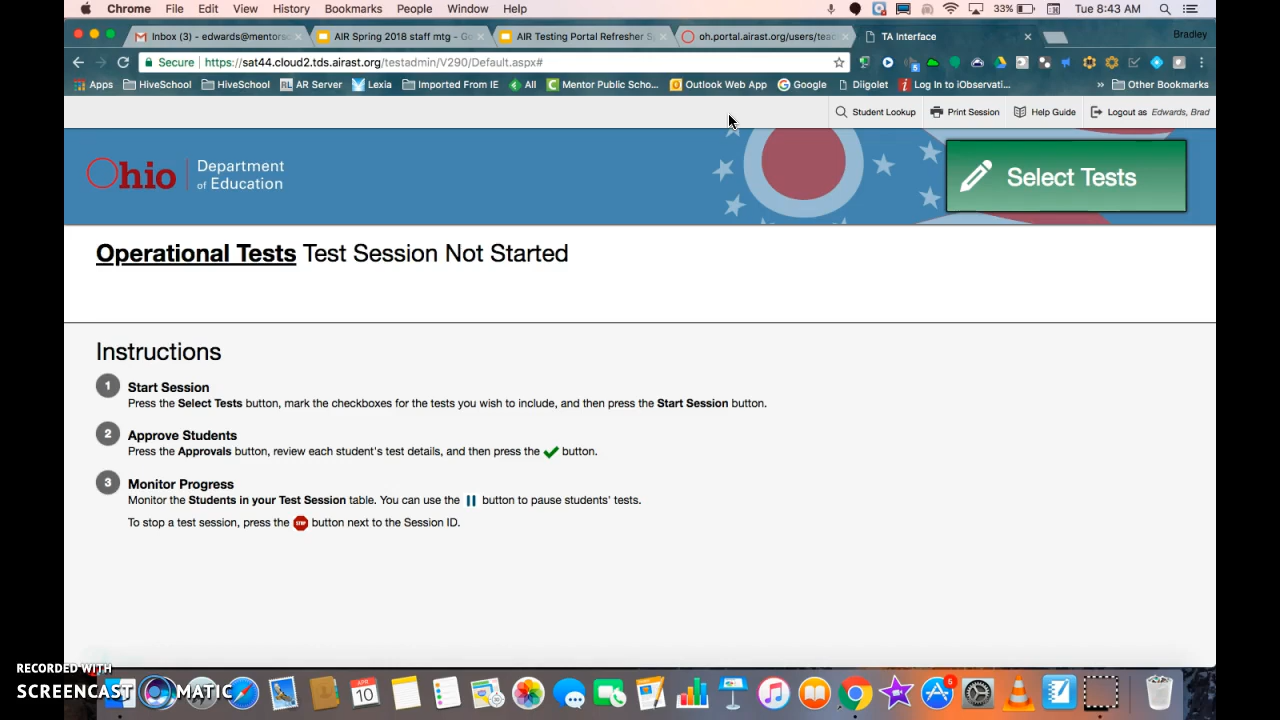 Chrome File Edit View History Bookmarks People Window Help 33% Tue 8:43 AM
Inbox (3) - edwards@mentorsc AIR Spring 2018 staff mtg - Go AIR Testing Portal Refresher S oh.portal.airast.org/users/teac TA Interface Bradley
Secure https://sat44.cloud2.tds.airast.org/testadmin/V290/Default.aspx#
Apps HiveSchool HiveSchool RL AR Server Lexia Imported From IE All Mentor Public Scho... Outlook Web App Google Diigolet Log In to iObservati... » Other Bookmarks
Student Lookup Print Session Help Guide Logout as Edwards, Brad
Ohio Department
of Education
Select Tests
Operational Tests Test Session Not Started
Instructions
1 Start Session
Press the Select Tests button, mark the checkboxes for the tests you wish to include, and then press the Start Session button.
2 Approve Students
Press the Approvals button, review each student's test details, and then press the button.
3 Monitor Progress
Monitor the Students in your Test Session table. You can use the button to pause students' tests.
To stop a test session, press the STOP button next to the Session ID.
RECORDED WITH
SCREENCAST MATIC
APR
10
6